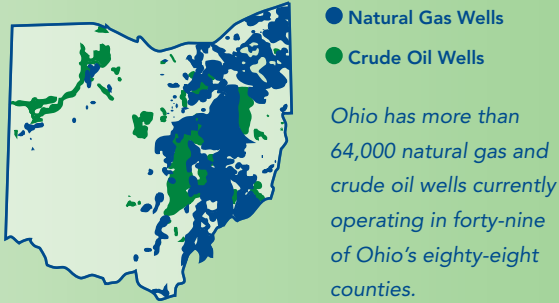 Natural Gas Wells
Crude Oil Wells
Ohio has more than
64,000 natural gas and
crude oil wells currently
operating in forty-nine
of Ohio's eighty-eight
counties.